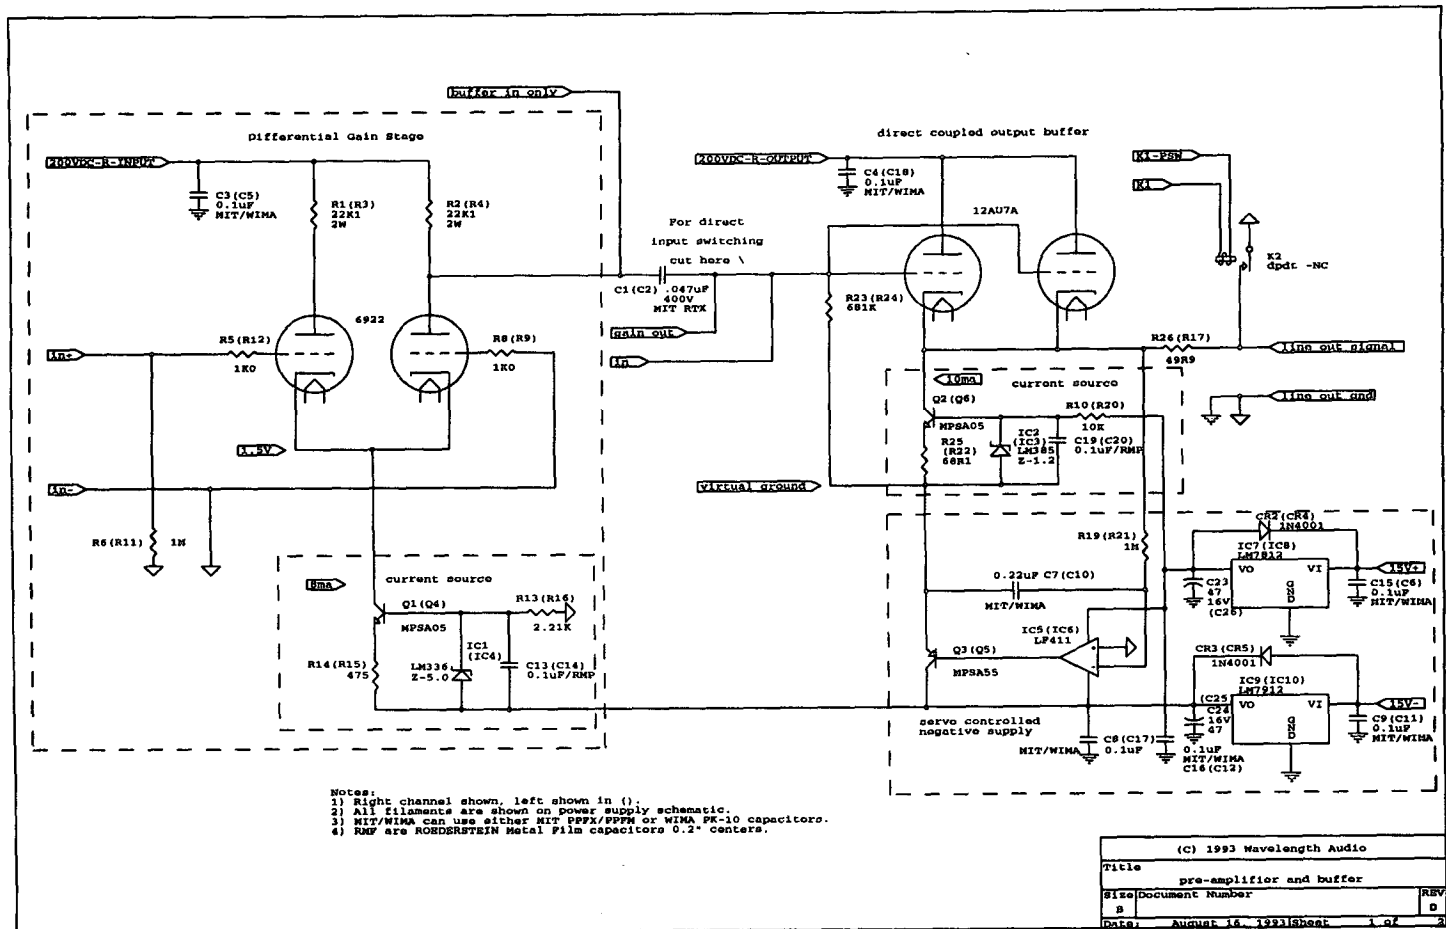 buffer in only
Differential Gain Stage
200VDC-R-INPUT
C3(C5)
0.1uF
MIT/WIMA
R1(R3)
22K1
2W
R2(R4)
22K1
2W
For direct
input switching
cut here \
C1(C2) .047uF
400V
MIT RTX
gain out
in
6922
in+
R5(R12)
1K0
R8(R9)
1K0
1.5V
in-
R6(R11) 1M
8ma
current source
Q1(Q4)
MPSA05
R13(R16)
2.21K
R14(R15)
475
LM336
Z-5.0
IC1
(IC4)
C13(C14)
0.1uF/RMF
direct coupled output buffer
200VDC-R-OUTPUT
C4(C18)
0.1uF
MIT/WIMA
12AU7A
K1-PSW
K1
K2
dpdt -NC
R23(R24)
681K
R26(R17)
49R9
line out signal
line out gnd
10ma
current source
Q2(Q6)
MPSA05
R10(R20)
10K
R25
(R22)
68R1
IC2
(IC3)
LM385
Z-1.2
C19(C20)
0.1uF/RMF
virtual ground
R19(R21)
1M
0.22uF C7(C10)
MIT/WIMA
IC5(IC6)
LF411
Q3(Q5)
MPSA55
CR2(CR4)
1N4001
IC7(IC8)
LM7812
VO VI
GND
15V+
C23
47
16V
(C26)
C15(C6)
0.1uF
MIT/WIMA
CR3(CR5)
1N4001
IC9(IC10)
LM7912
VO VI
GND
15V-
(C25)
C24
16V
47
C9(C11)
0.1uF
MIT/WIMA
servo controlled
negative supply
MIT/WIMA
C8(C17)
0.1uF
0.1uF
MIT/WIMA
C16(C12)
Notes:
1) Right channel shown, left shown in ().
2) All filaments are shown on power supply schematic.
3) MIT/WIMA can use either MIT PPFX/PPFM or WIMA PK-10 capacitors.
4) RMF are ROEDERSTEIN Metal Film capacitors 0.2" centers.
(C) 1993 Wavelength Audio
Title
pre-amplifier and buffer
Size Document Number REV
B D
Date: August 16, 1993 Sheet 1 of 2